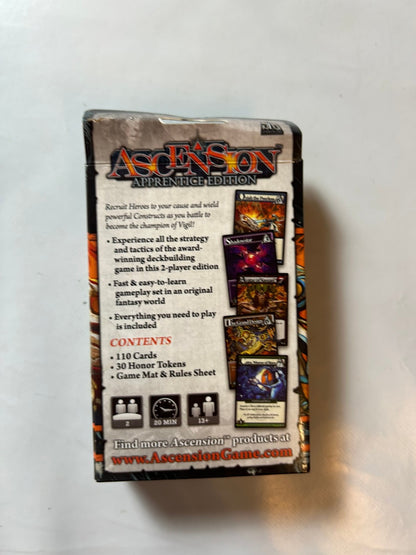 ASCENSION™
APPRENTICE EDITION
Recruit Heroes to your cause and wield
powerful Constructs as you battle to
become the champion of Vigil!
• Experience all the strategy
and tactics of the award-
winning deckbuilding
game in this 2-player edition
• Fast & easy-to-learn
gameplay set in an original
fantasy world
• Everything you need to play
is included
CONTENTS
• 110 Cards
• 30 Honor Tokens
• Game Mat & Rules Sheet
2
20 MIN
13+
Find more Ascension™ products at
www.AscensionGame.com